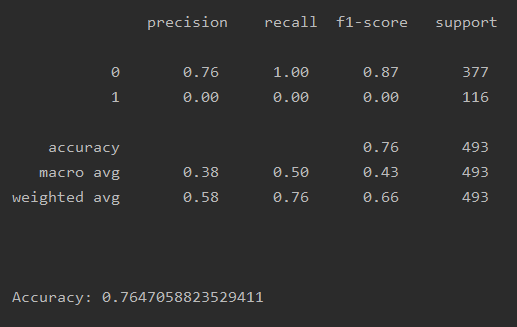 precision recall f1-score support
0 0.76 1.00 0.87 377
1 0.00 0.00 0.00 116
accuracy 0.76 493
macro avg 0.38 0.50 0.43 493
weighted avg 0.58 0.76 0.66 493
Accuracy: 0.7647058823529411